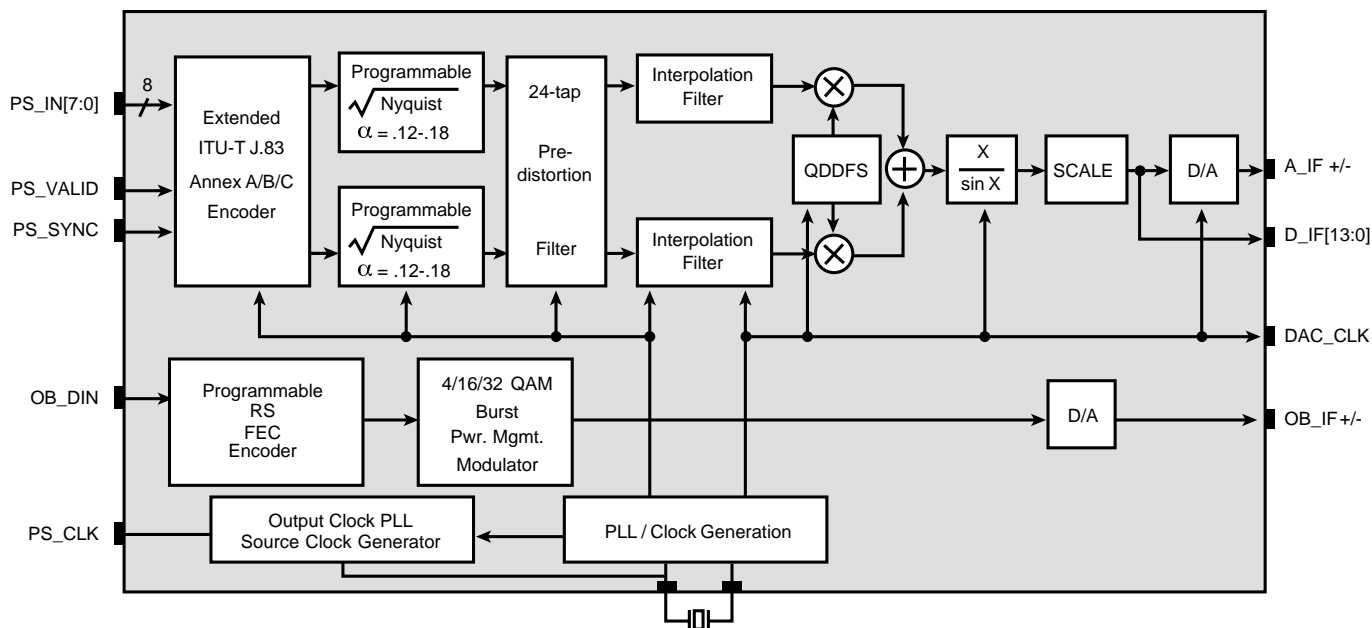 PS_IN[7:0]
8
PS_VALID
PS_SYNC
Extended
ITU-T J.83
Annex A/B/C
Encoder
Programmable
√Nyquist
α = .12-.18
Programmable
√Nyquist
α = .12-.18
24-tap
Pre-
distortion
Filter
Interpolation
Filter
Interpolation
Filter
QDDFS
X
sin X
SCALE
D/A
A_IF +/-
D_IF[13:0]
DAC_CLK
OB_DIN
Programmable
RS
FEC
Encoder
4/16/32 QAM
Burst
Pwr. Mgmt.
Modulator
D/A
OB_IF +/-
PS_CLK
Output Clock PLL
Source Clock Generator
PLL / Clock Generation